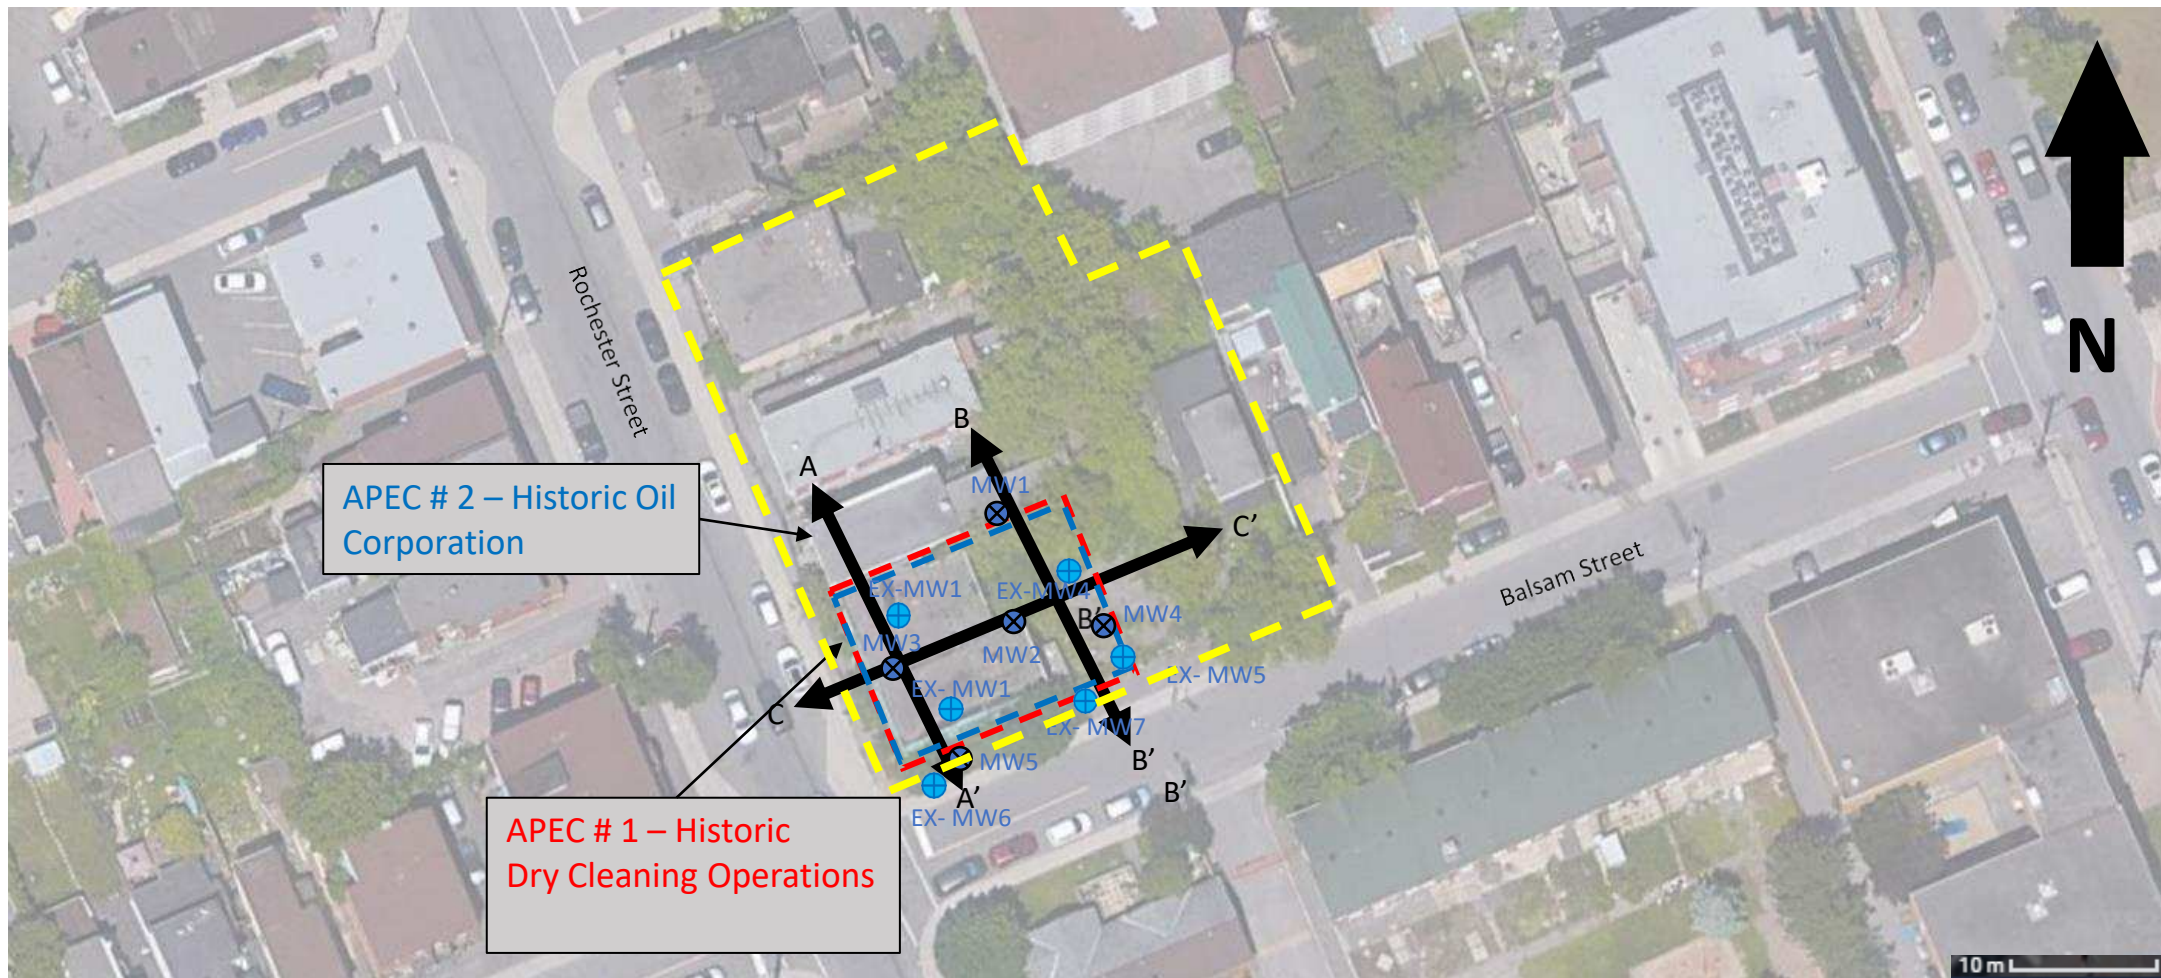 N
Rochester Street
B
A
MW1
APEC # 2 – Historic Oil
Corporation
C’
EX-MW1
EX-MW4
Balsam Street
B’
MW4
MW3
MW2
EX- MW5
EX- MW1
C
EX- MW7
B’
MW5
B’
A’
EX- MW6
APEC # 1 – Historic
Dry Cleaning Operations
10 m